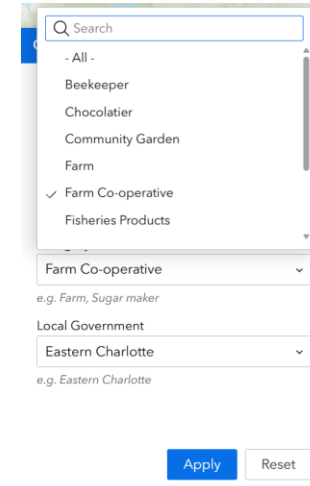 Search
- All -
Beekeeper
Chocolatier
Community Garden
Farm
Farm Co-operative
Fisheries Products
Farm Co-operative
e.g. Farm, Sugar maker
Local Government
Eastern Charlotte
e.g. Eastern Charlotte
Apply Reset